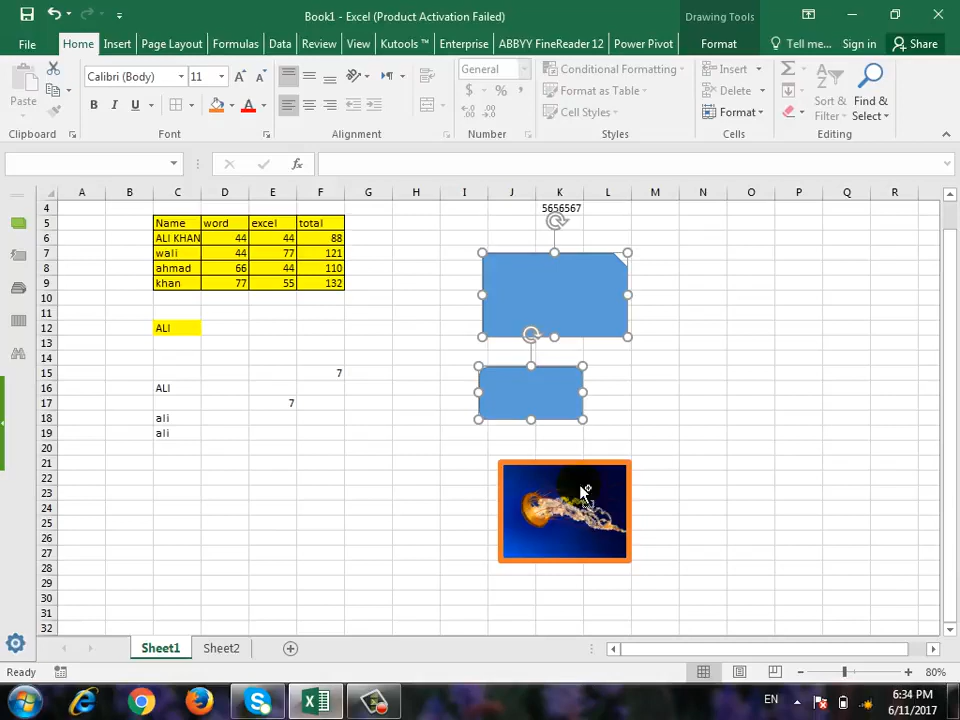 Book1 - Excel (Product Activation Failed)
Drawing Tools
File Home Insert Page Layout Formulas Data Review View Kutools ™ Enterprise ABBYY FineReader 12 Power Pivot Format Tell me... Sign in Share
Paste
Calibri (Body) 11
General
Conditional Formatting
Format as Table
Cell Styles
Insert
Delete
Format
Sort & Filter
Find & Select
Clipboard Font Alignment Number Styles Cells Editing
A B C D E F G H I J K L M N O P Q R
4 5656567
5 Name word excel total
6 ALI KHAN 44 44 88
7 wali 44 77 121
8 ahmad 66 44 110
9 khan 77 55 132
10
11
12 ALI
13
14
15 7
16 ALI
17 7
18 ali
19 ali
20
21
22
23
24
25
26
27
28
29
30
31
32
Sheet1 Sheet2
Ready 80%
EN 6:34 PM
6/11/2017